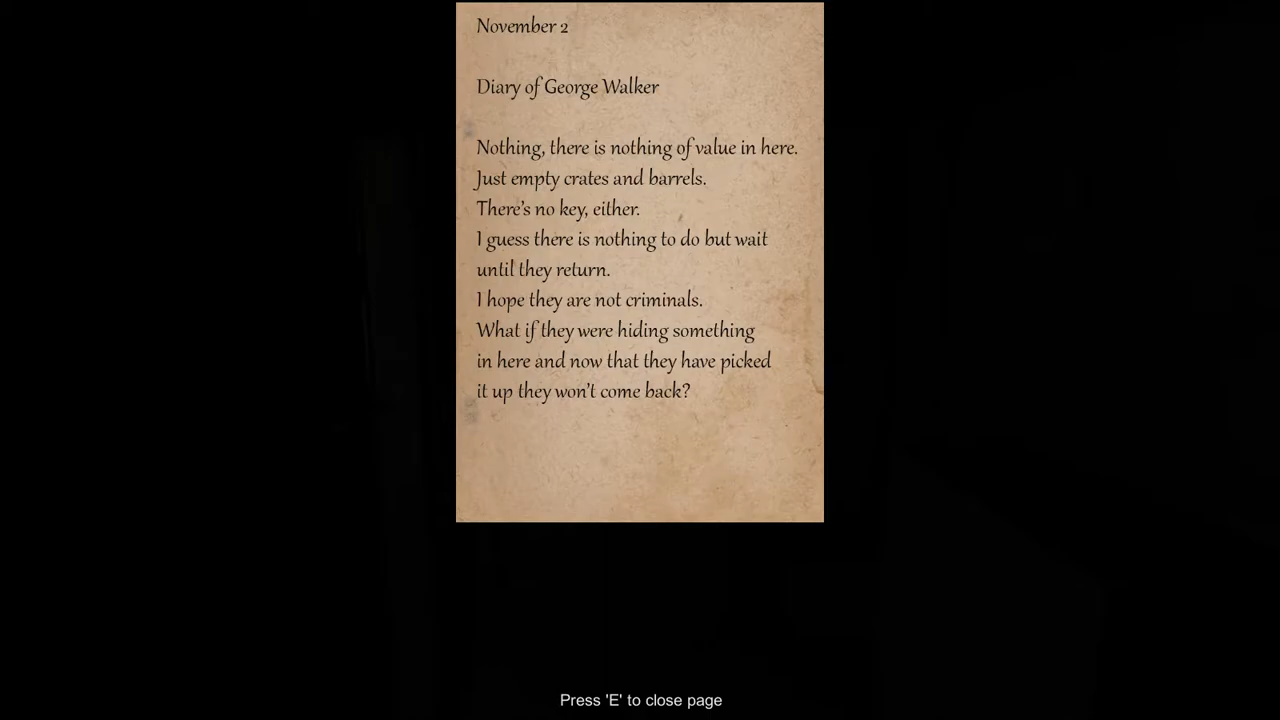 November 2
Diary of George Walker
Nothing, there is nothing of value in here.
Just empty crates and barrels.
There's no key, either.
I guess there is nothing to do but wait
until they return.
I hope they are not criminals.
What if they were hiding something
in here and now that they have picked
it up they won't come back?
Press 'E' to close page